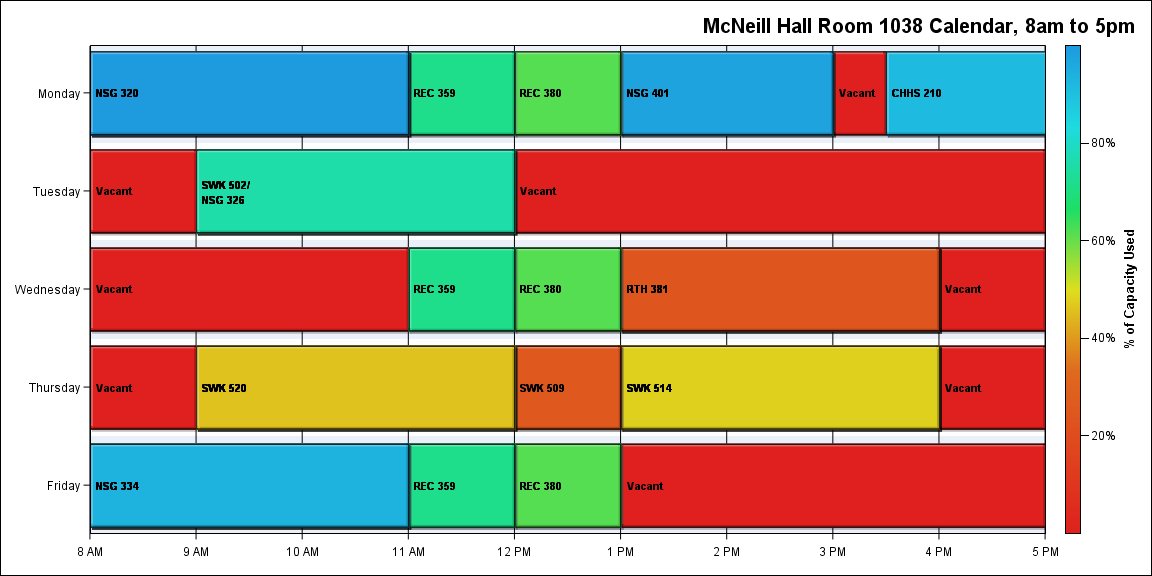 McNeill Hall Room 1038 Calendar, 8am to 5pm
Monday
NSG 320
REC 359
REC 380
NSG 401
Vacant
CHHS 210
Tuesday
Vacant
SWK 502/
NSG 326
Vacant
Wednesday
Vacant
REC 359
REC 380
RTH 381
Vacant
Thursday
Vacant
SWK 520
SWK 509
SWK 514
Vacant
Friday
NSG 334
REC 359
REC 380
Vacant
8 AM
9 AM
10 AM
11 AM
12 PM
1 PM
2 PM
3 PM
4 PM
5 PM
80%
60%
40%
20%
% of Capacity Used